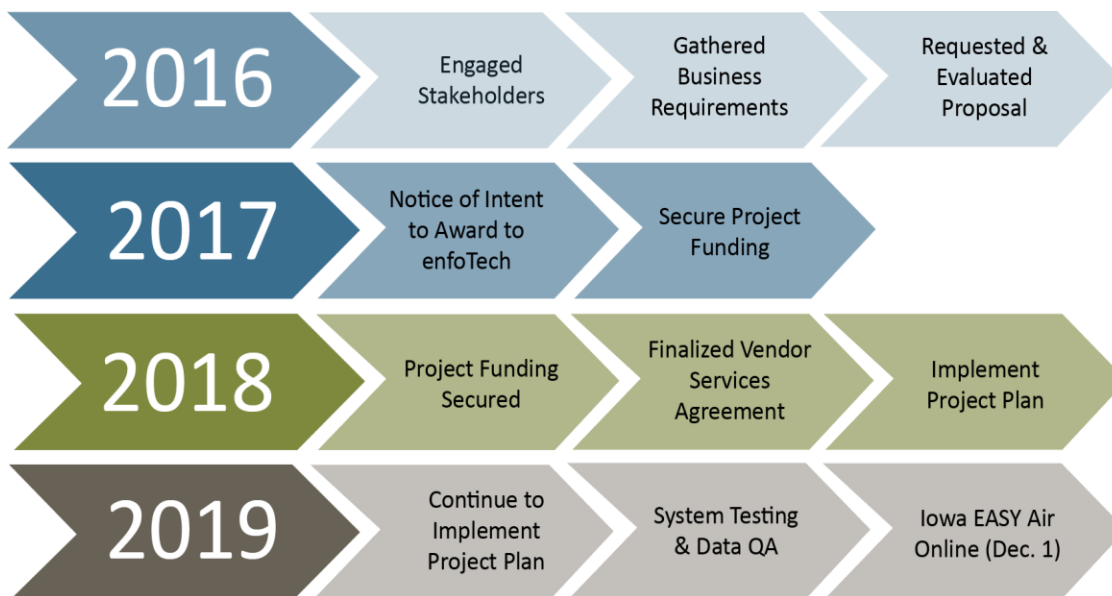 2016
Engaged
Stakeholders
Gathered
Business
Requirements
Requested &
Evaluated
Proposal
2017
Notice of Intent
to Award to
enfoTech
Secure Project
Funding
2018
Project Funding
Secured
Finalized Vendor
Services
Agreement
Implement
Project Plan
2019
Continue to
Implement
Project Plan
System Testing
& Data QA
Iowa EASY Air
Online (Dec. 1)